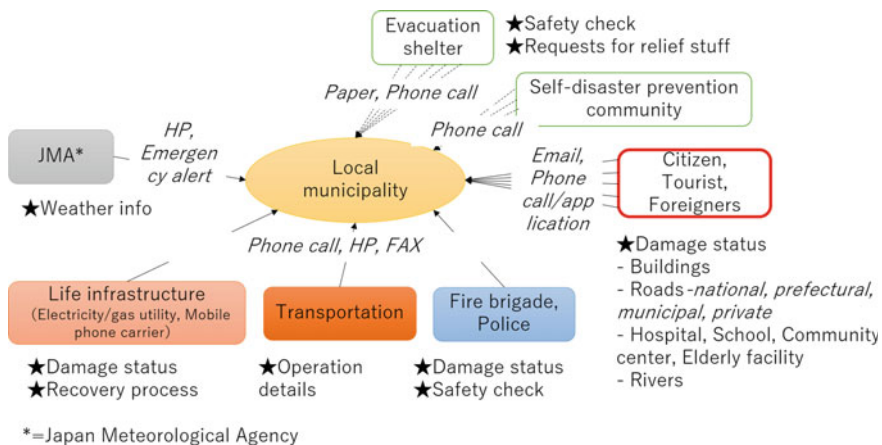 Evacuation
shelter
★Safety check
★Requests for relief stuff
Paper, Phone call
Self-disaster prevention
community
Phone call
JMA*
HP,
Emergen
cy alert
★Weather info
Local
municipality
Email,
Phone
call/app
lication
Citizen,
Tourist,
Foreigners
Phone call, HP, FAX
★Damage status
- Buildings
- Roads -national, prefectural,
municipal, private
- Hospital, School, Community
center, Elderly facility
- Rivers
Life infrastructure
(Electricity/gas utility, Mobile
phone carrier)
★Damage status
★Recovery process
Transportation
★Operation
details
Fire brigade,
Police
★Damage status
★Safety check
*=Japan Meteorological Agency